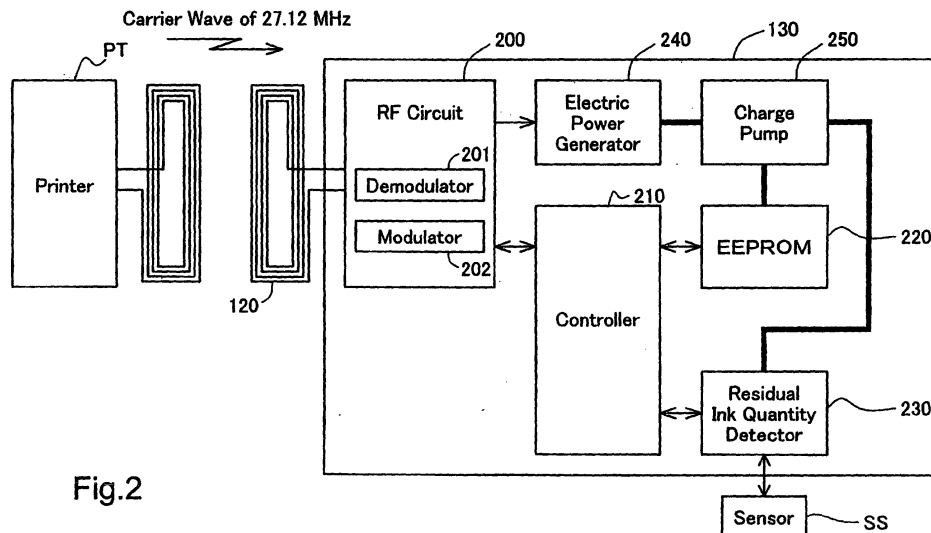 Carrier Wave of 27.12 MHz
PT
200
240
130
250
Printer
RF Circuit
201
Demodulator
Modulator
202
Electric
Power
Generator
Charge
Pump
210
EEPROM
220
120
Controller
Residual
Ink Quantity
Detector
230
Fig.2
Sensor
SS